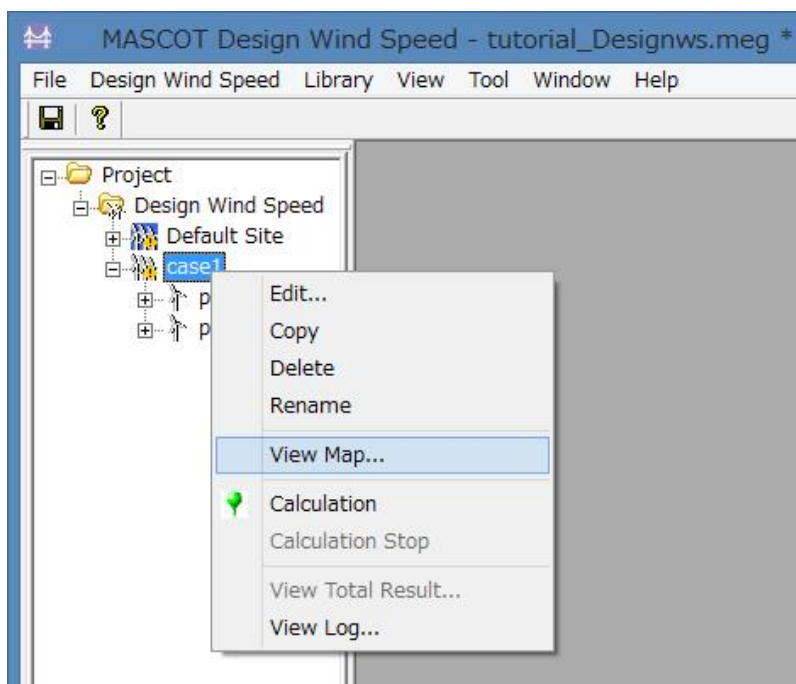 MASCOT Design Wind Speed - tutorial_Designws.meg *
File Design Wind Speed Library View Tool Window Help
Project
Design Wind Speed
Default Site
case1
p
p
Edit...
Copy
Delete
Rename
View Map...
Calculation
Calculation Stop
View Total Result...
View Log...